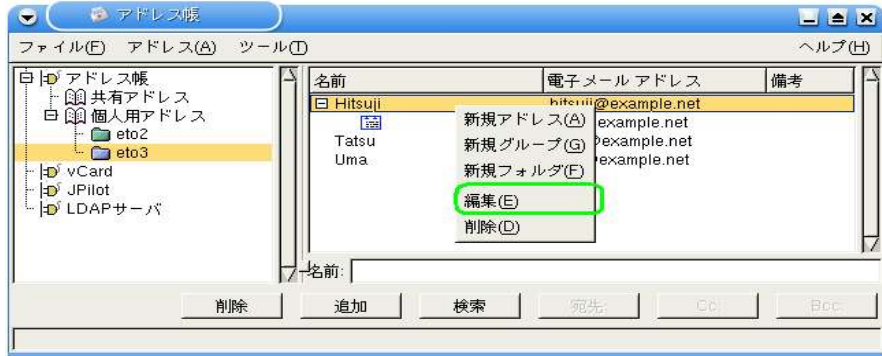 アドレス帳
ファイル(F) アドレス(A) ツール(T) ヘルプ(H)
アドレス帳
共有アドレス
個人用アドレス
eto2
eto3
vCard
JPilot
LDAPサーバ
名前 電子メール アドレス 備考
Hitsuji hitsuji@example.net
example.net
Tatsu @example.net
Uma @example.net
新規アドレス(A)
新規グループ(G)
新規フォルダ(F)
編集(E)
削除(D)
名前:
削除 追加 検索 宛先: Cc: Bcc: